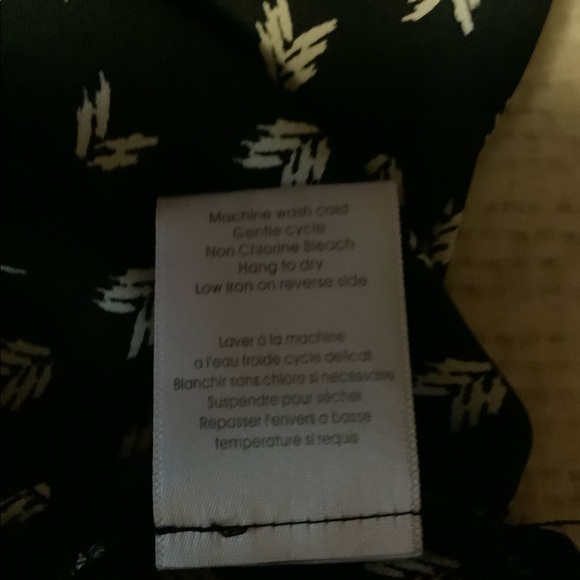 Machine wash cold
Gentle cycle
Non Chlorine Bleach
Hang to dry
Low iron on reverse side
Laver à la machine
a l'eau froide cycle delicat
Blanchir sans chlore si necessaire
Suspendre pour sècher
Repasser l'envers a basse
temperature si requis